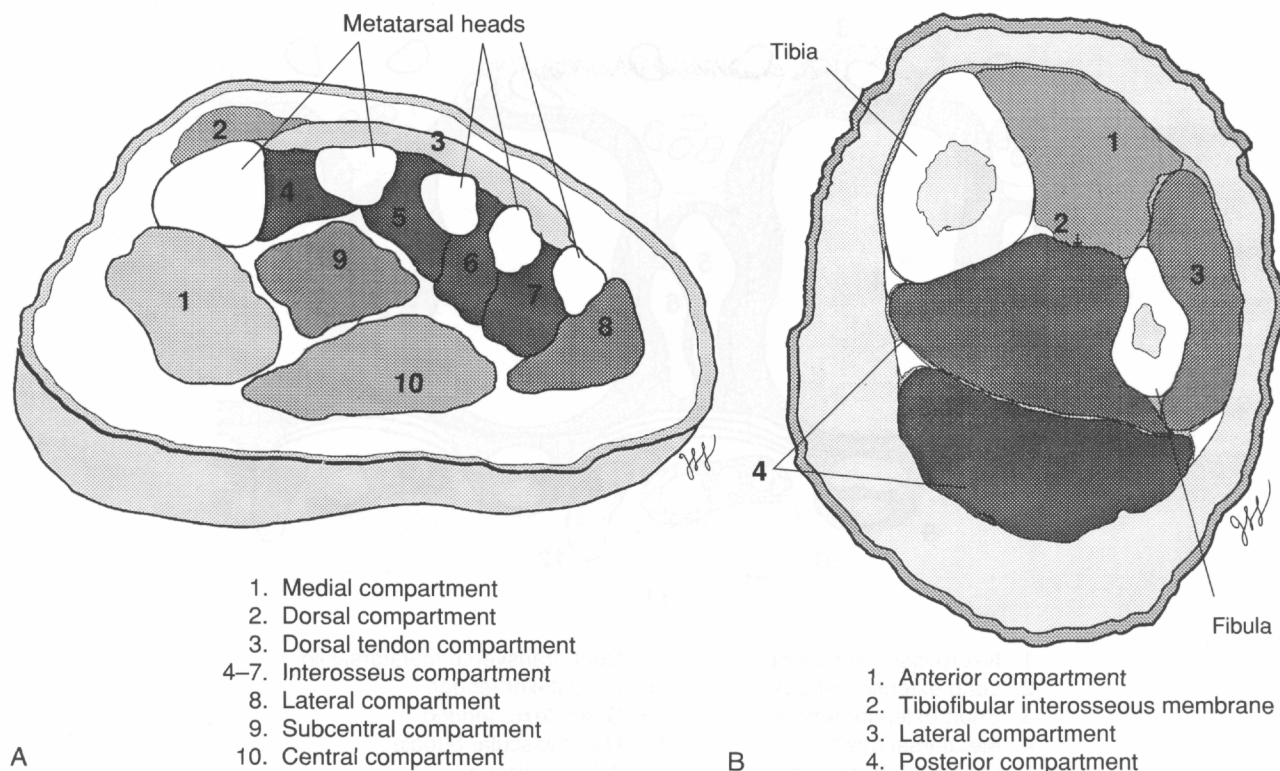 Metatarsal heads
2
3
4
5
9
6
1
7
8
10
1. Medial compartment
2. Dorsal compartment
3. Dorsal tendon compartment
4–7. Interosseus compartment
8. Lateral compartment
9. Subcentral compartment
10. Central compartment
A
Tibia
1
2
3
4
Fibula
1. Anterior compartment
2. Tibiofibular interosseous membrane
3. Lateral compartment
4. Posterior compartment
B